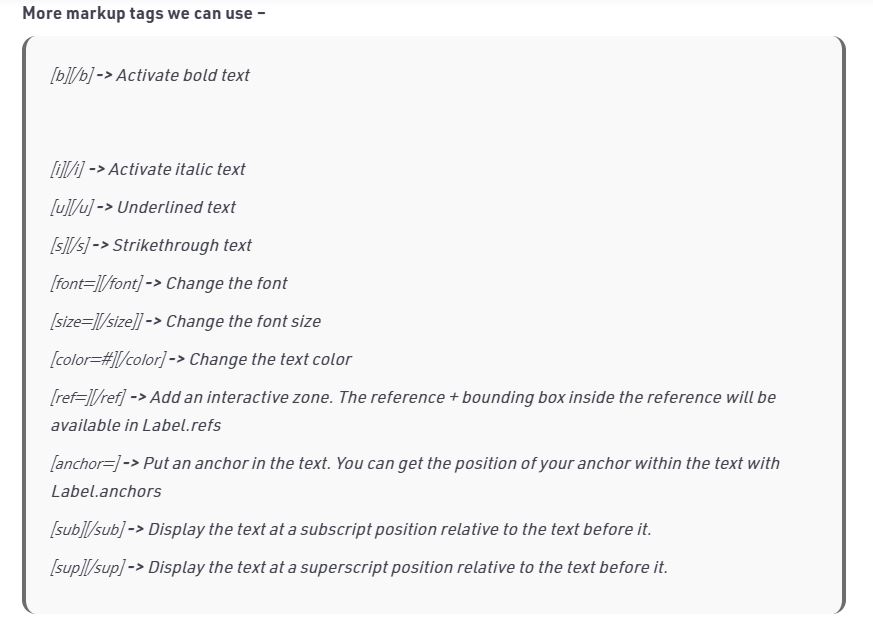 More markup tags we can use –
[b][/b] -> Activate bold text
[i][/i] -> Activate italic text
[u][/u] -> Underlined text
[s][/s] -> Strikethrough text
[font=][/font] -> Change the font
[size=][/size]] -> Change the font size
[color=#][/color] -> Change the text color
[ref=][/ref] -> Add an interactive zone. The reference + bounding box inside the reference will be
available in Label.refs
[anchor=] -> Put an anchor in the text. You can get the position of your anchor within the text with
Label.anchors
[sub][/sub] -> Display the text at a subscript position relative to the text before it.
[sup][/sup] -> Display the text at a superscript position relative to the text before it.